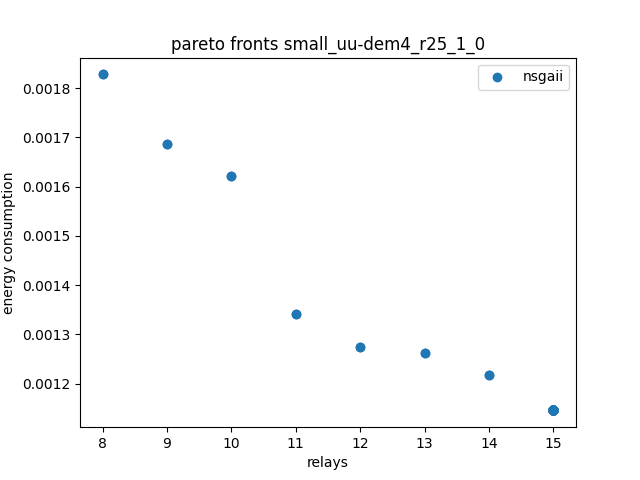 pareto fronts small_uu-dem4_r25_1_0
nsgaii
0.0018
0.0017
0.0016
0.0015
0.0014
0.0013
0.0012
energy consumption
8 9 10 11 12 13 14 15
relays